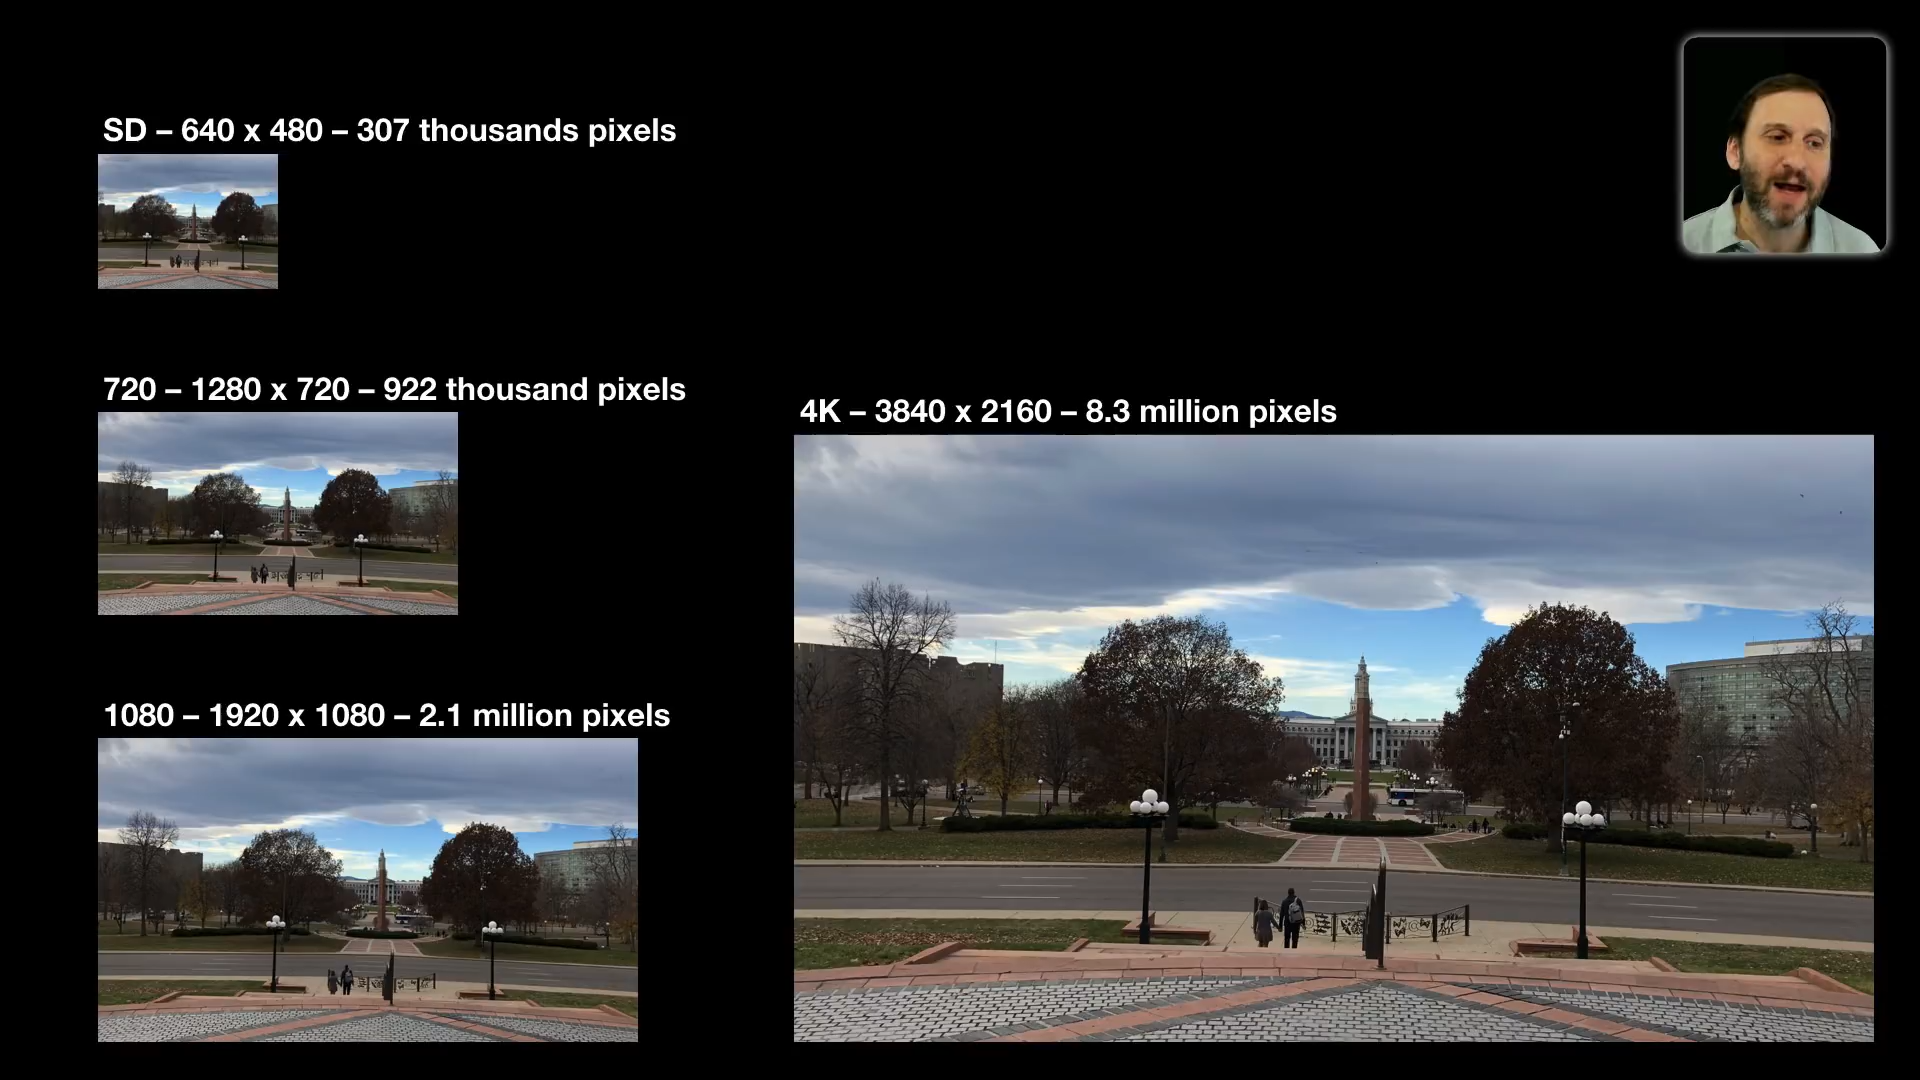 SD – 640 x 480 – 307 thousands pixels
720 – 1280 x 720 – 922 thousand pixels
4K – 3840 x 2160 – 8.3 million pixels
1080 – 1920 x 1080 – 2.1 million pixels